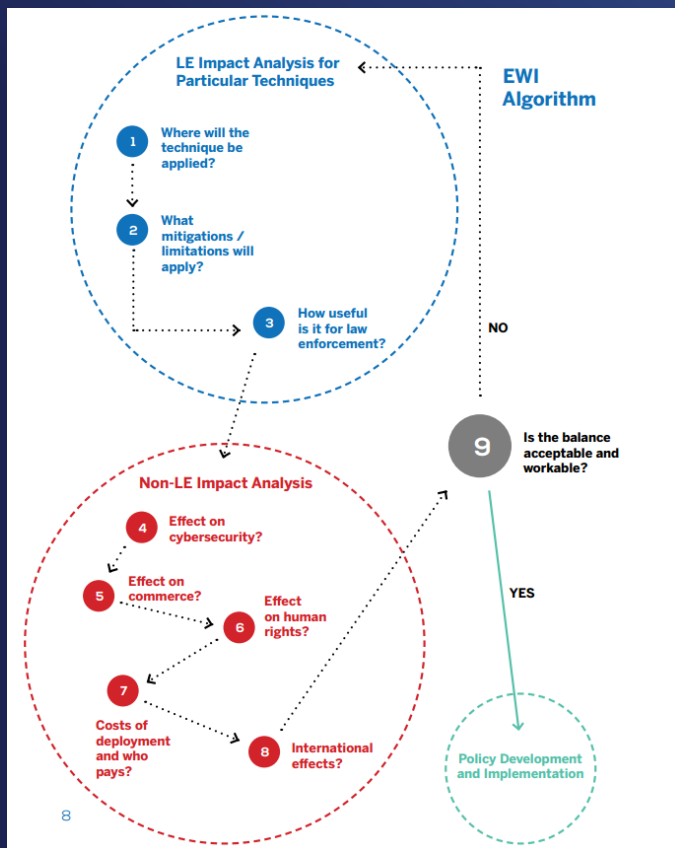 LE Impact Analysis for
Particular Techniques
EWI
Algorithm
1
Where will the
technique be
applied?
2
What
mitigations /
limitations will
apply?
3
How useful
is it for law
enforcement?
NO
9
Is the balance
acceptable and
workable?
Non-LE Impact Analysis
4
Effect on
cybersecurity?
5
Effect on
commerce?
6
Effect
on human
rights?
YES
7
Costs of
deployment
and who
pays?
8
International
effects?
Policy Development
and Implementation
8